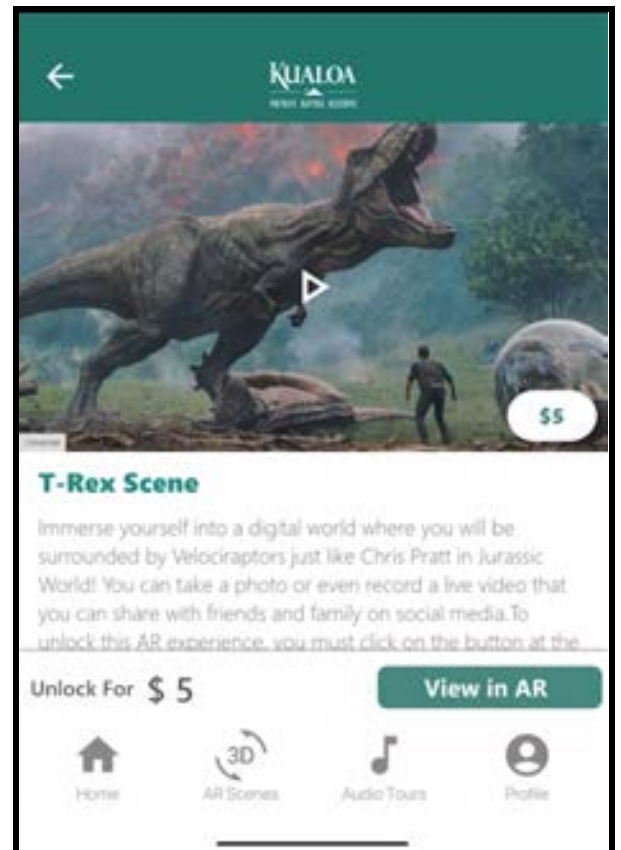 KUALOA
$5
T-Rex Scene
Immerse yourself into a digital world where you will be
surrounded by Velociraptors just like Chris Pratt in Jurassic
World! You can take a photo or even record a live video that
you can share with friends and family on social media.To
unlock this AR experience, you must click on the button at the
Unlock For $ 5
View in AR
3D
Home
AR Scenes
Audio Tours
Profile